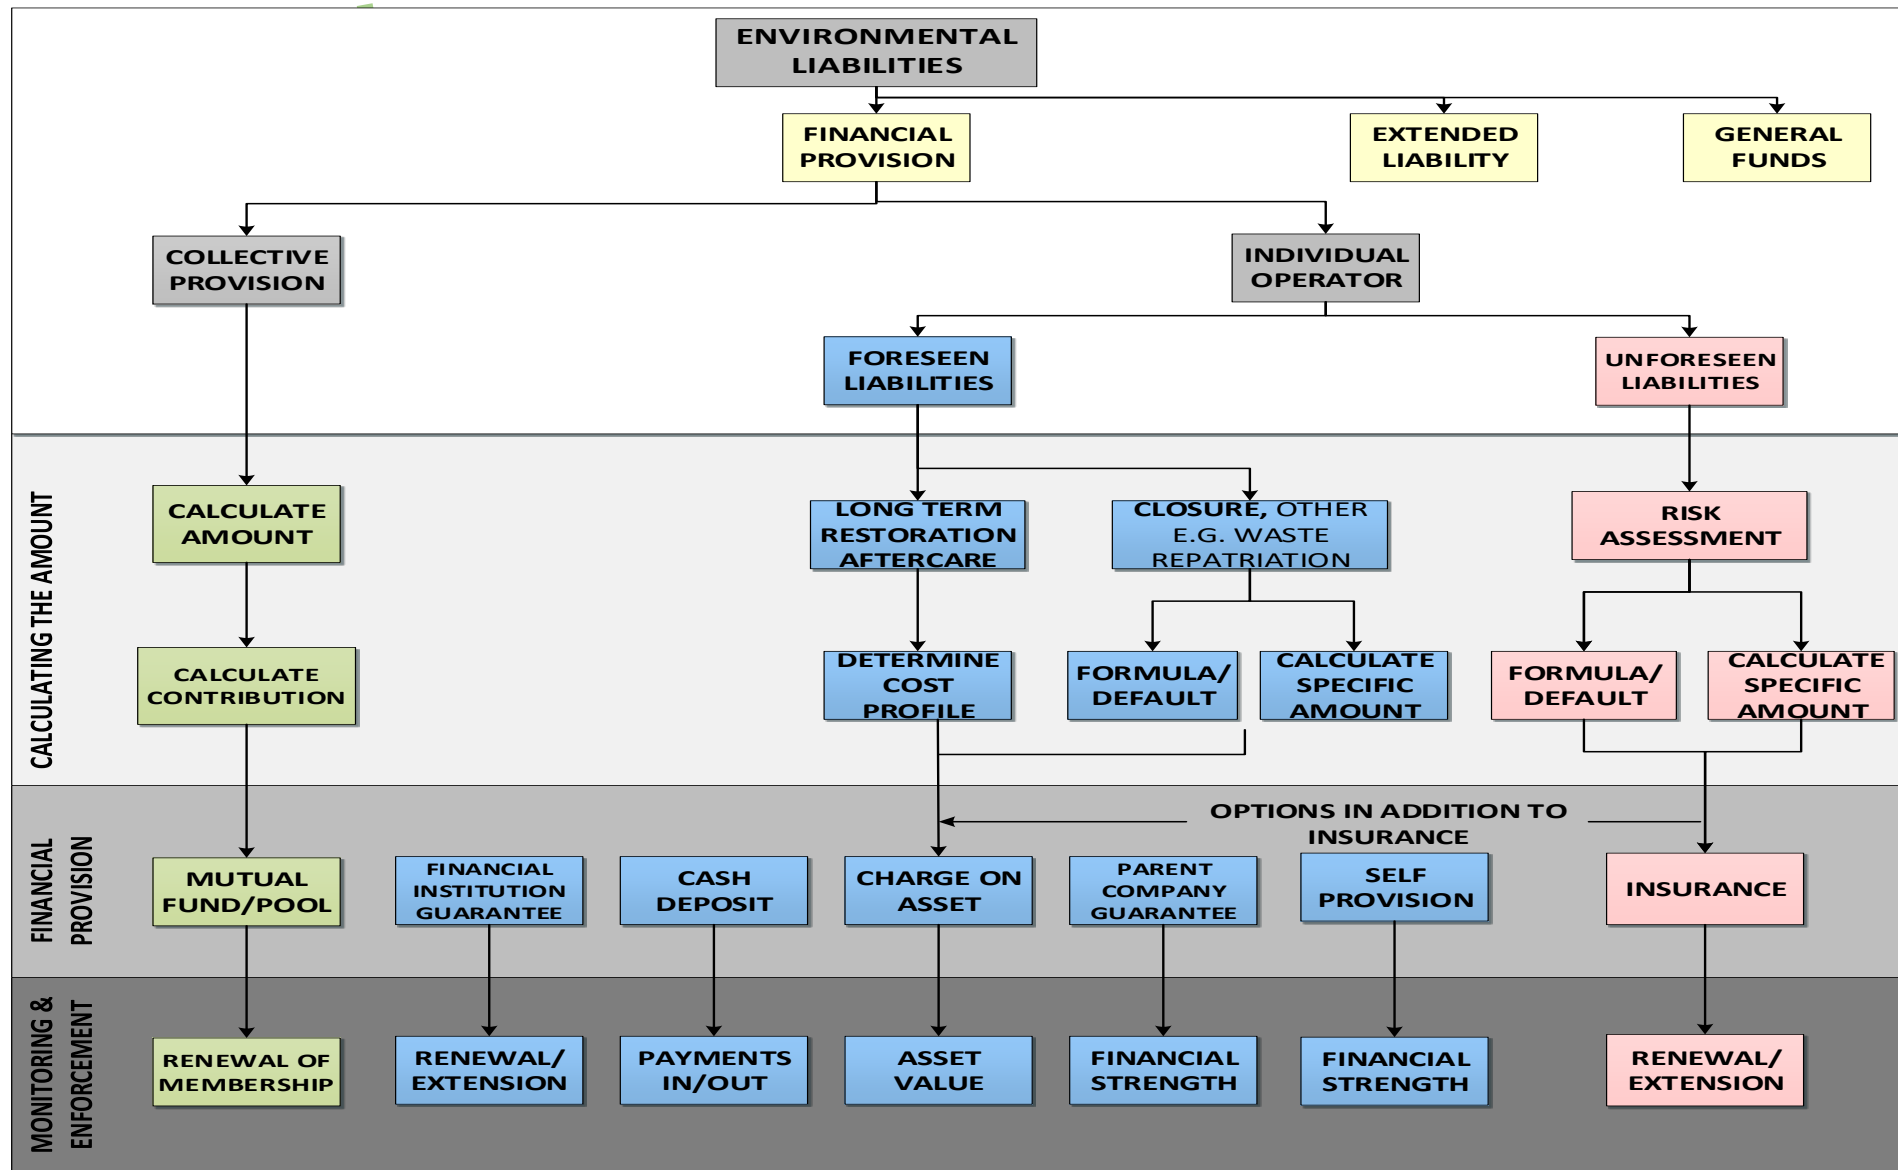 ENVIRONMENTAL
LIABILITIES
FINANCIAL
PROVISION
EXTENDED
LIABILITY
GENERAL
FUNDS
COLLECTIVE
PROVISION
INDIVIDUAL
OPERATOR
FORESEEN
LIABILITIES
UNFORESEEN
LIABILITIES
CALCULATING THE AMOUNT
CALCULATE
AMOUNT
LONG TERM
RESTORATION
AFTERCARE
CLOSURE, OTHER
E.G. WASTE
REPATRIATION
RISK
ASSESSMENT
CALCULATE
CONTRIBUTION
DETERMINE
COST
PROFILE
FORMULA/
DEFAULT
CALCULATE
SPECIFIC
AMOUNT
FORMULA/
DEFAULT
CALCULATE
SPECIFIC
AMOUNT
FINANCIAL
PROVISION
OPTIONS IN ADDITION TO
INSURANCE
MUTUAL
FUND/POOL
FINANCIAL
INSTITUTION
GUARANTEE
CASH
DEPOSIT
CHARGE ON
ASSET
PARENT
COMPANY
GUARANTEE
SELF
PROVISION
INSURANCE
MONITORING &
ENFORCEMENT
RENEWAL OF
MEMBERSHIP
RENEWAL/
EXTENSION
PAYMENTS
IN/OUT
ASSET
VALUE
FINANCIAL
STRENGTH
FINANCIAL
STRENGTH
RENEWAL/
EXTENSION